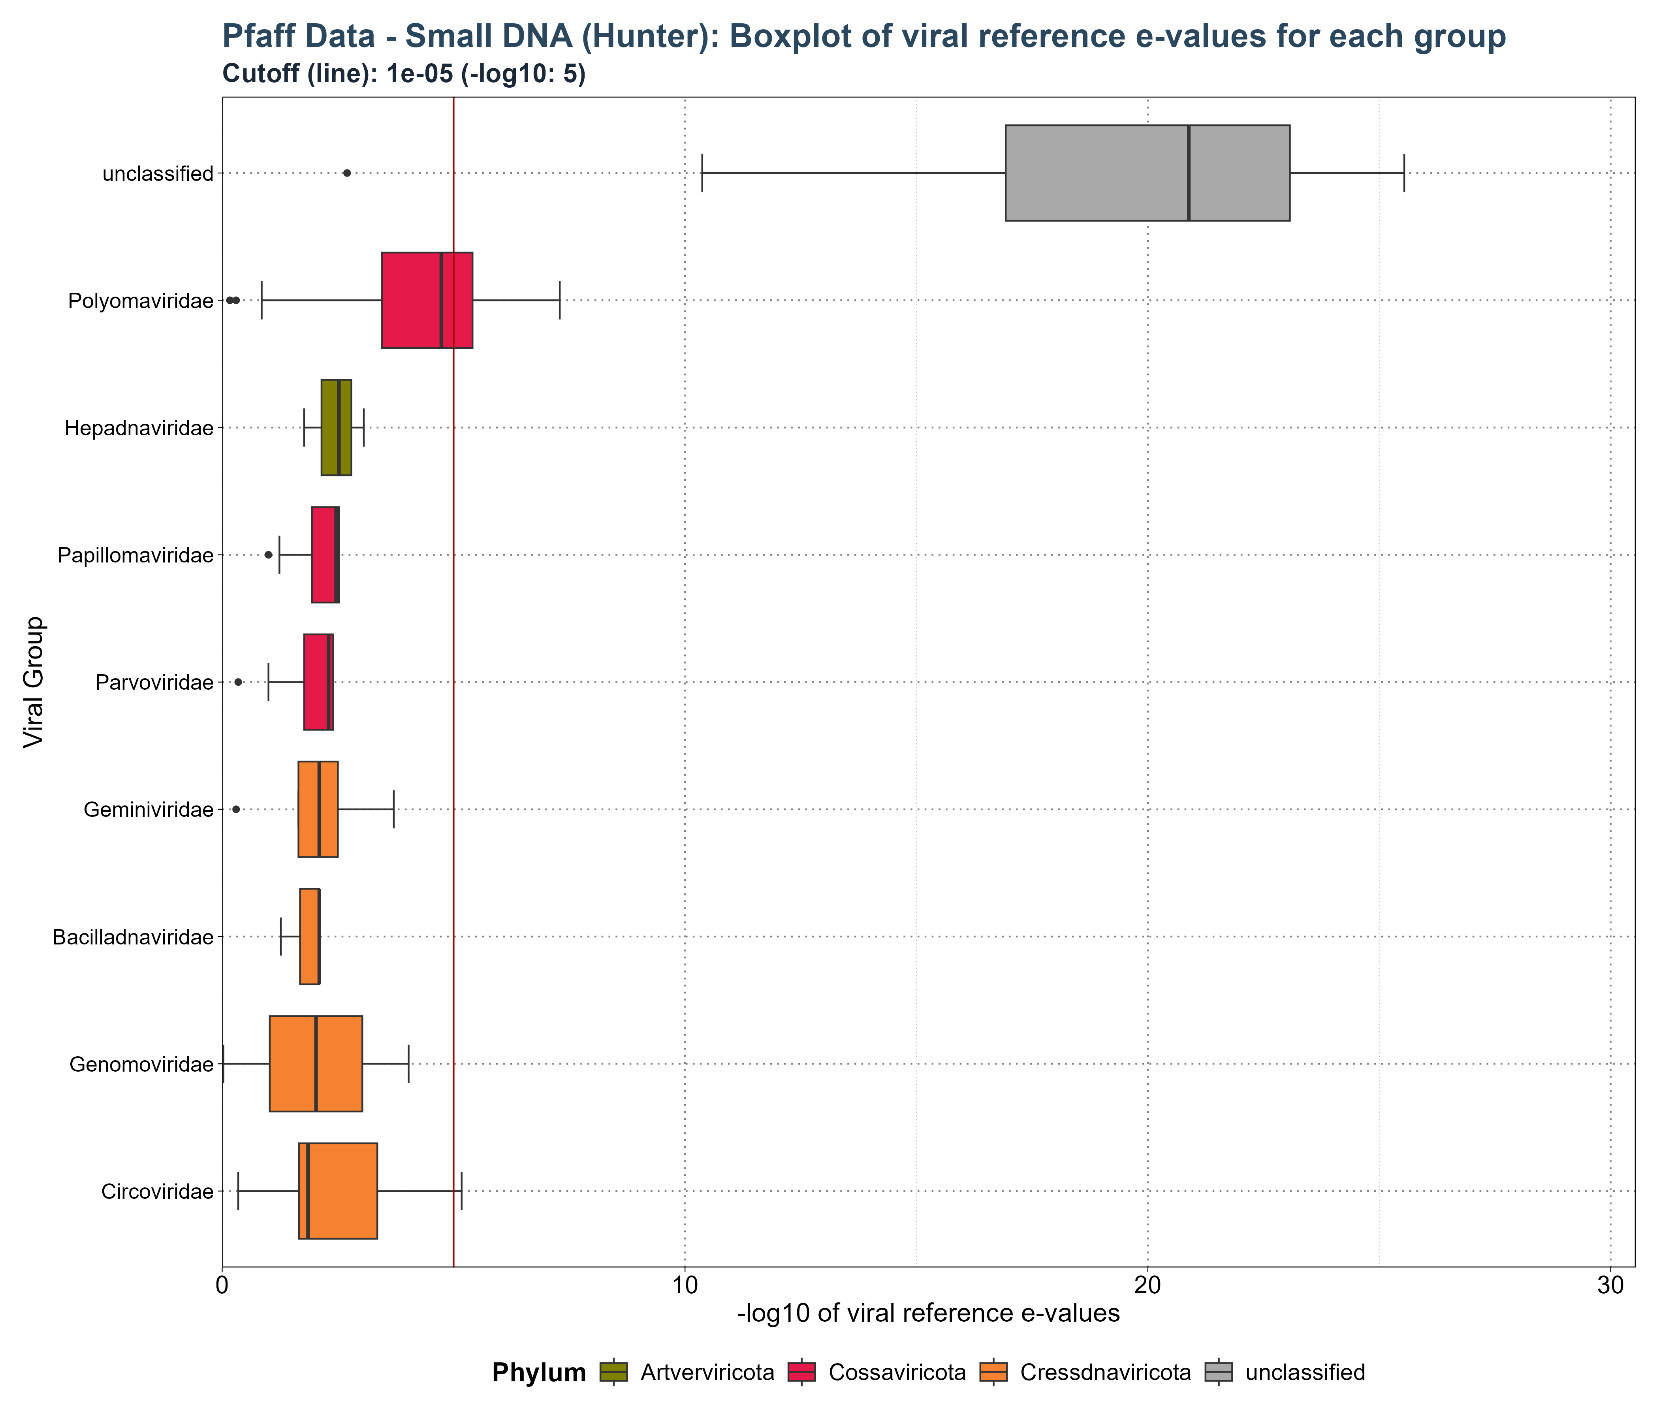 Pfaff Data - Small DNA (Hunter): Boxplot of viral reference e-values for each group
Cutoff (line): 1e-05 (-log10: 5)
Viral Group
unclassified
Polyomaviridae
Hepadnaviridae
Papillomaviridae
Parvoviridae
Geminiviridae
Bacilladnaviridae
Genomoviridae
Circoviridae
0 10 20 30
-log10 of viral reference e-values
Phylum Artverviricota Cossaviricota Cressdnaviricota unclassified